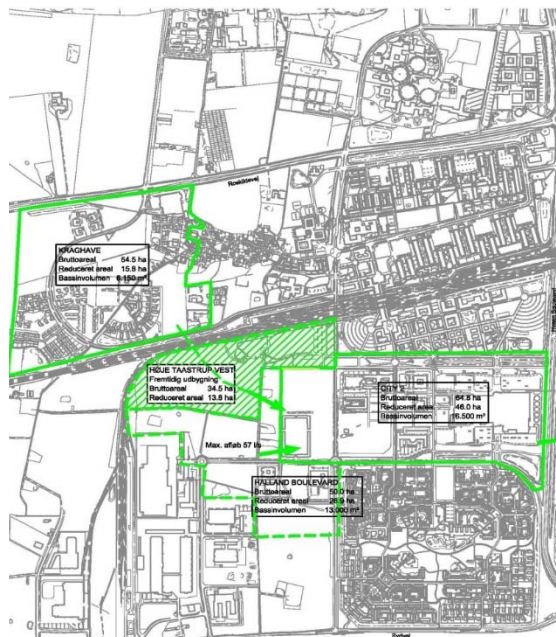 Roskildevej
KRAGHAVE
Bruttoareal 54.5 ha
Reduceret areal 15.8 ha
Bassinvolumen 6.150 m³
HØJE TAASTRUP VEST
Fremtidig udbygning
Bruttoareal 34.5 ha
Reduceret areal 13.8 ha
CITY 2
Bruttoareal 64.8 ha
Reduceret areal 46.0 ha
Bassinvolumen 16.500 m³
Max. afløb 57 l/s
HALLAND BOULEVARD
Bruttoareal 50.0 ha
Reduceret areal 26.9 ha
Bassinvolumen 13.000 m³
Sydvej